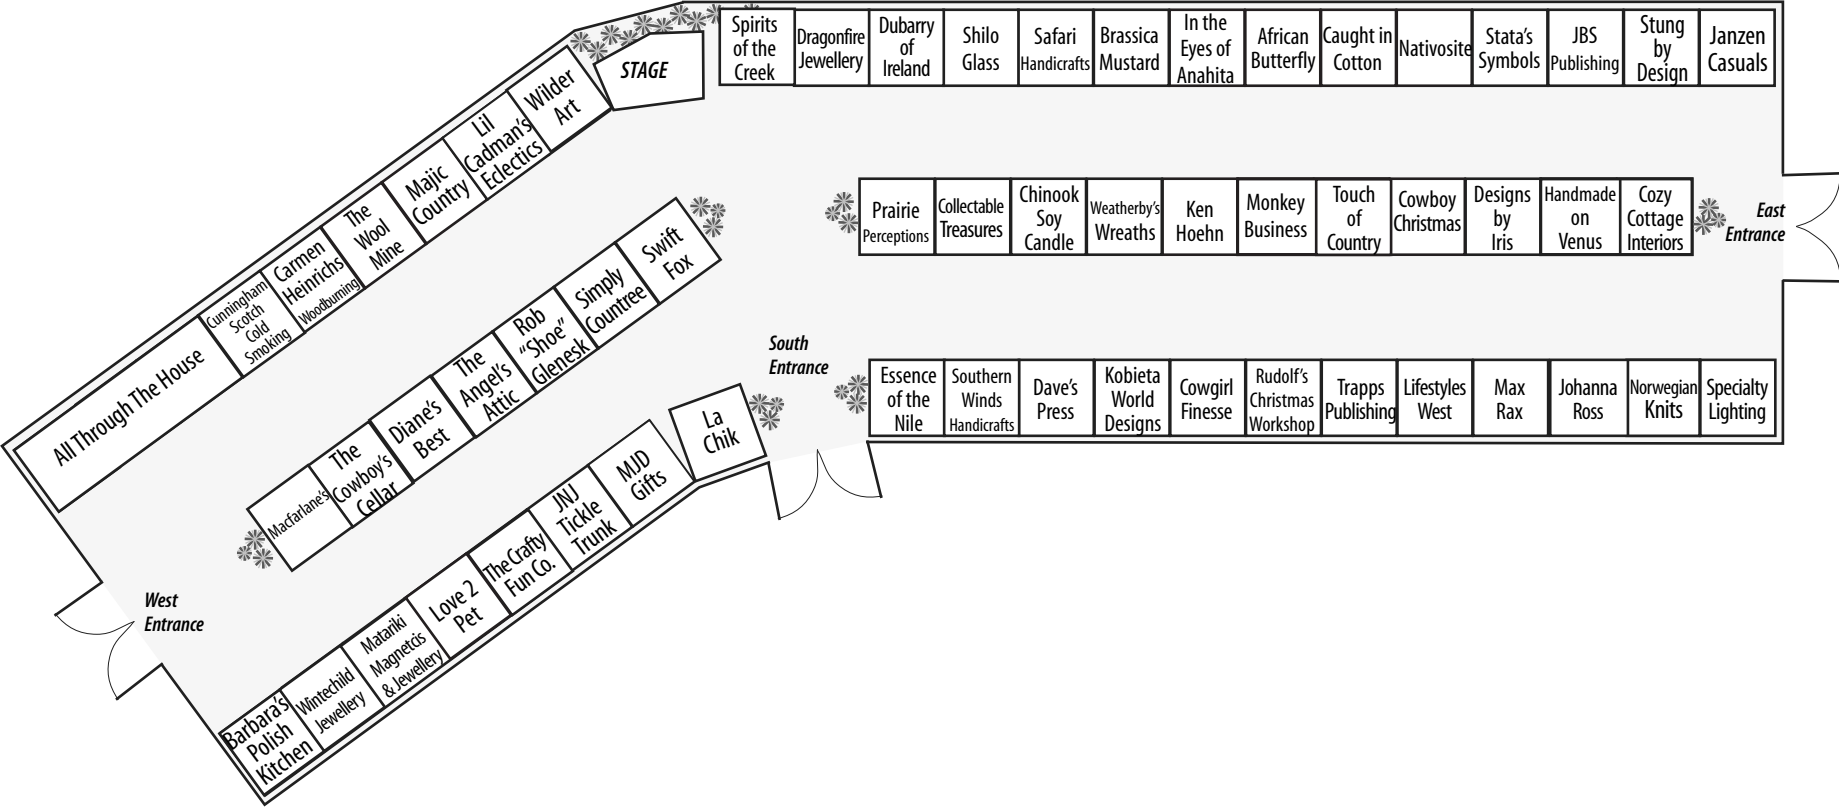 STAGE
Spirits
of the
Creek
Dragonfire
Jewellery
Dubarry
of
Ireland
Shilo
Glass
Safari
Handicrafts
Brassica
Mustard
In the
Eyes of
Anahita
African
Butterfly
Caught in
Cotton
Nativosite
Stata's
Symbols
JBS
Publishing
Stung
by
Design
Janzen
Casuals
Wilder
Art
Lil
Cadman's
Eclectics
Majic
Country
The
Wool
Mine
Carmen
Heinrichs
Woodburning
Cunningham
Scotch
Cold
Smoking
All Through The House
Prairie
Perceptions
Collectable
Treasures
Chinook
Soy
Candle
Weatherby's
Wreaths
Ken
Hoehn
Monkey
Business
Touch
of
Country
Cowboy
Christmas
Designs
by
Iris
Handmade
on
Venus
Cozy
Cottage
Interiors
East
Entrance
Swift
Fox
Simply
Countree
Rob
"Shoe"
Glenesk
The
Angel's
Attic
Diane's
Best
The
Cowboy's
Cellar
Macfarlane's
South
Entrance
Essence
of the
Nile
Southern
Winds
Handicrafts
Dave's
Press
Kobieta
World
Designs
Cowgirl
Finesse
Rudolf's
Christmas
Workshop
Trapps
Publishing
Lifestyles
West
Max
Rax
Johanna
Ross
Norwegian
Knits
Specialty
Lighting
La
Chik
MJD
Gifts
JNJ
Tickle
Trunk
The Crafty
Fun Co.
Love 2
Pet
Matariki
Magnetcis
& Jewellery
Wintechild
Jewellery
Barbara's
Polish
Kitchen
West
Entrance